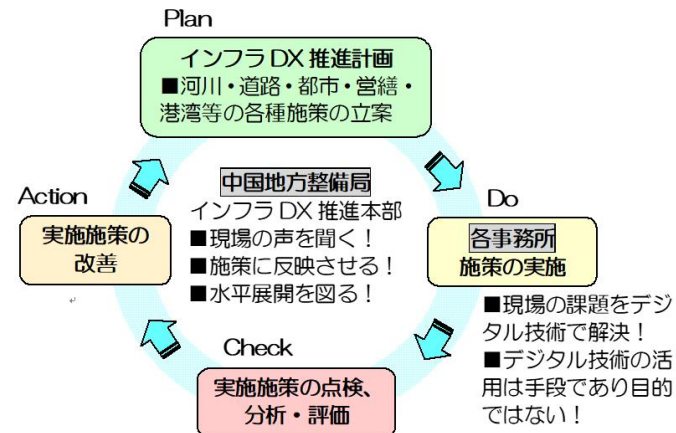 Plan
インフラDX 推進計画
■河川・道路・都市・営繕・
港湾等の各種施策の立案
Action
実施施策の
改善
中国地方整備局
インフラDX 推進本部
■現場の声を聞く！
■施策に反映させる！
■水平展開を図る！
Do
各事務所
施策の実施
■現場の課題をデジ
タル技術で解決！
■デジタル技術の活
用は手段であり目的
ではない！
Check
実施施策の点検、
分析・評価